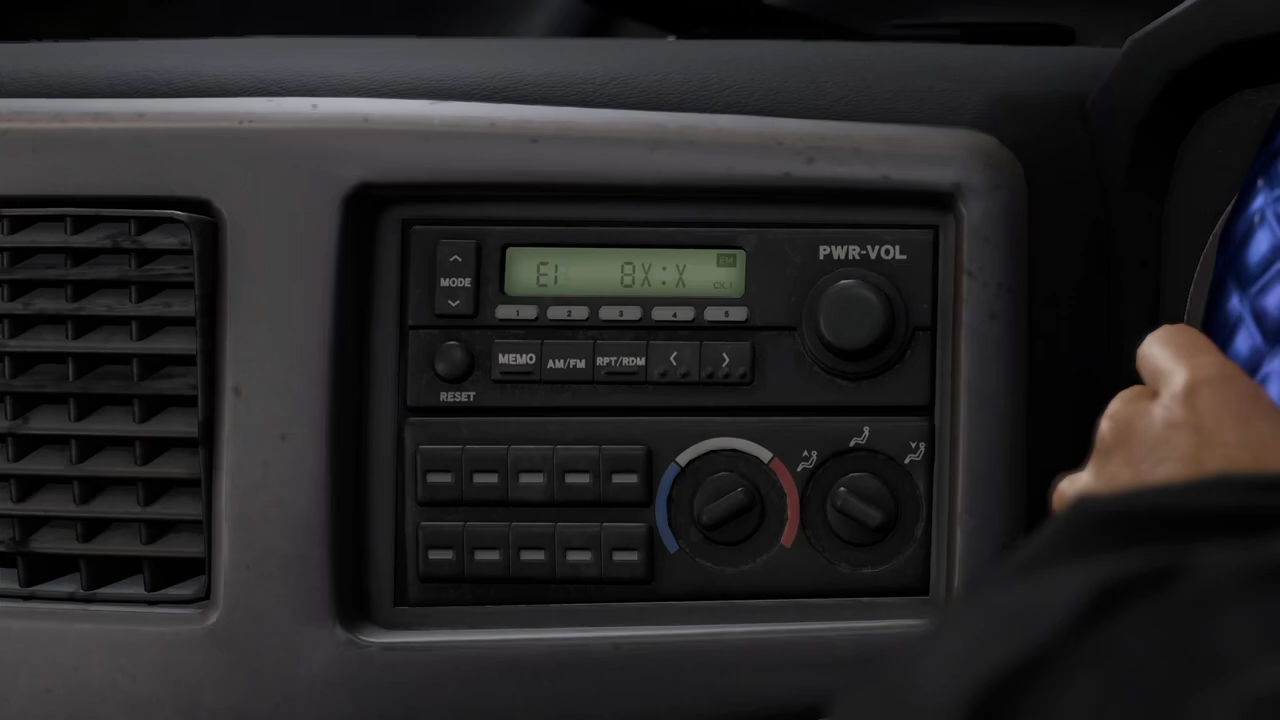 PWR-VOL
MODE
E1 8X:X
1 2 3 4 5
MEMO AM/FM RPT/RDM < >
RESET